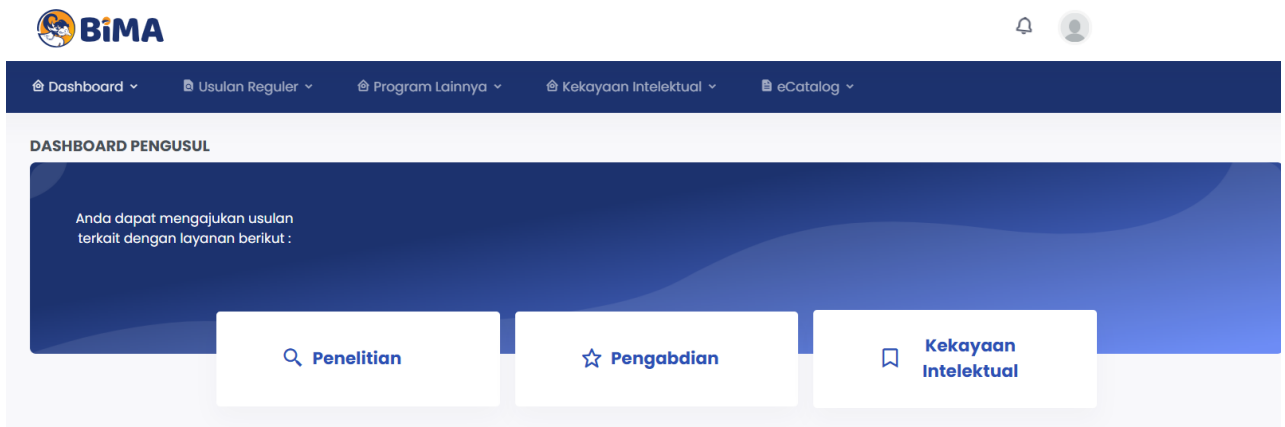 BiMA
Dashboard
Usulan Reguler
Program Lainnya
Kekayaan Intelektual
eCatalog
DASHBOARD PENGUSUL
Anda dapat mengajukan usulan
terkait dengan layanan berikut :
Penelitian
Pengabdian
Kekayaan
Intelektual